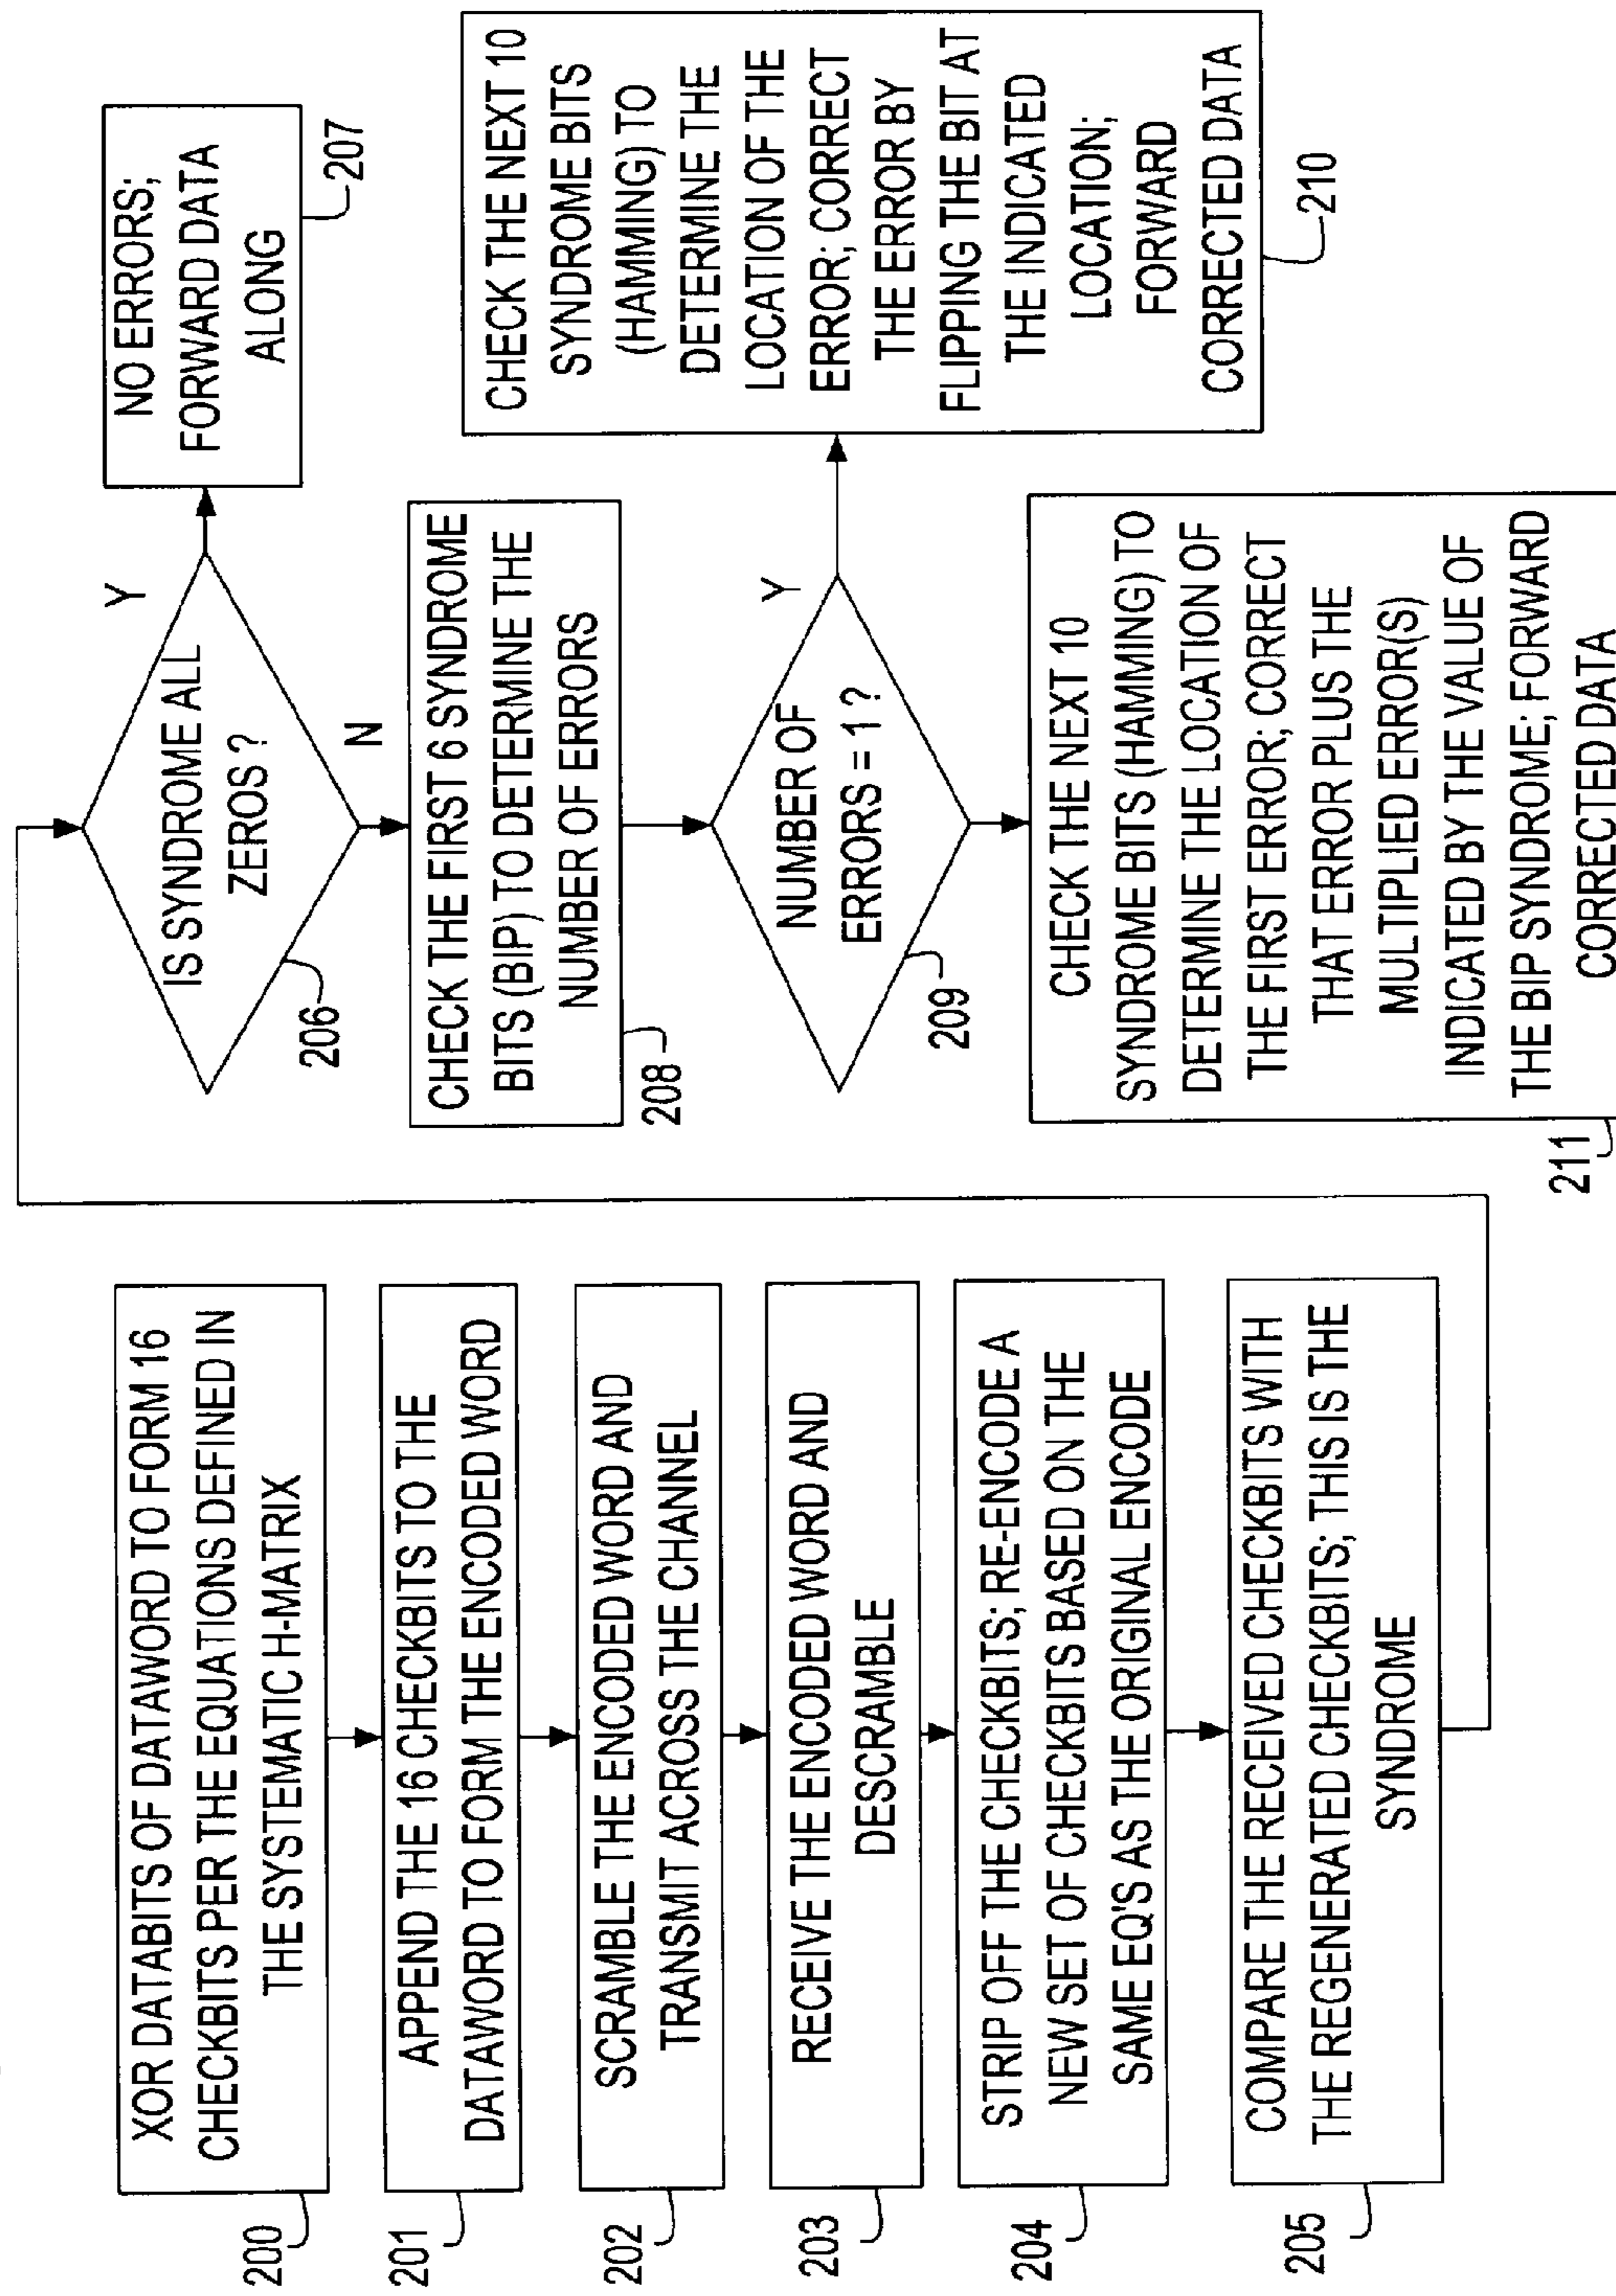 XOR DATABITS OF DATAWORD TO FORM 16
CHECKBITS PER THE EQUATIONS DEFINED IN
THE SYSTEMATIC H-MATRIX
200
APPEND THE 16 CHECKBITS TO THE
DATAWORD TO FORM THE ENCODED WORD
201
SCRAMBLE THE ENCODED WORD AND
TRANSMIT ACROSS THE CHANNEL
202
RECEIVE THE ENCODED WORD AND
DESCRAMBLE
203
STRIP OFF THE CHECKBITS; RE-ENCODE A
NEW SET OF CHECKBITS BASED ON THE
SAME EQ'S AS THE ORIGINAL ENCODE
204
COMPARE THE RECEIVED CHECKBITS WITH
THE REGENERATED CHECKBITS; THIS IS THE
SYNDROME
205
IS SYNDROME ALL
ZEROS ?
206
Y
N
NO ERRORS;
FORWARD DATA
ALONG
207
CHECK THE FIRST 6 SYNDROME
BITS (BIP) TO DETERMINE THE
NUMBER OF ERRORS
208
NUMBER OF
ERRORS = 1 ?
209
Y
CHECK THE NEXT 10
SYNDROME BITS
(HAMMING) TO
DETERMINE THE
LOCATION OF THE
ERROR; CORRECT
THE ERROR BY
FLIPPING THE BIT AT
THE INDICATED
LOCATION;
FORWARD
CORRECTED DATA
210
CHECK THE NEXT 10
SYNDROME BITS (HAMMING) TO
DETERMINE THE LOCATION OF
THE FIRST ERROR; CORRECT
THAT ERROR PLUS THE
MULTIPLIED ERROR(S)
INDICATED BY THE VALUE OF
THE BIP SYNDROME; FORWARD
CORRECTED DATA
211